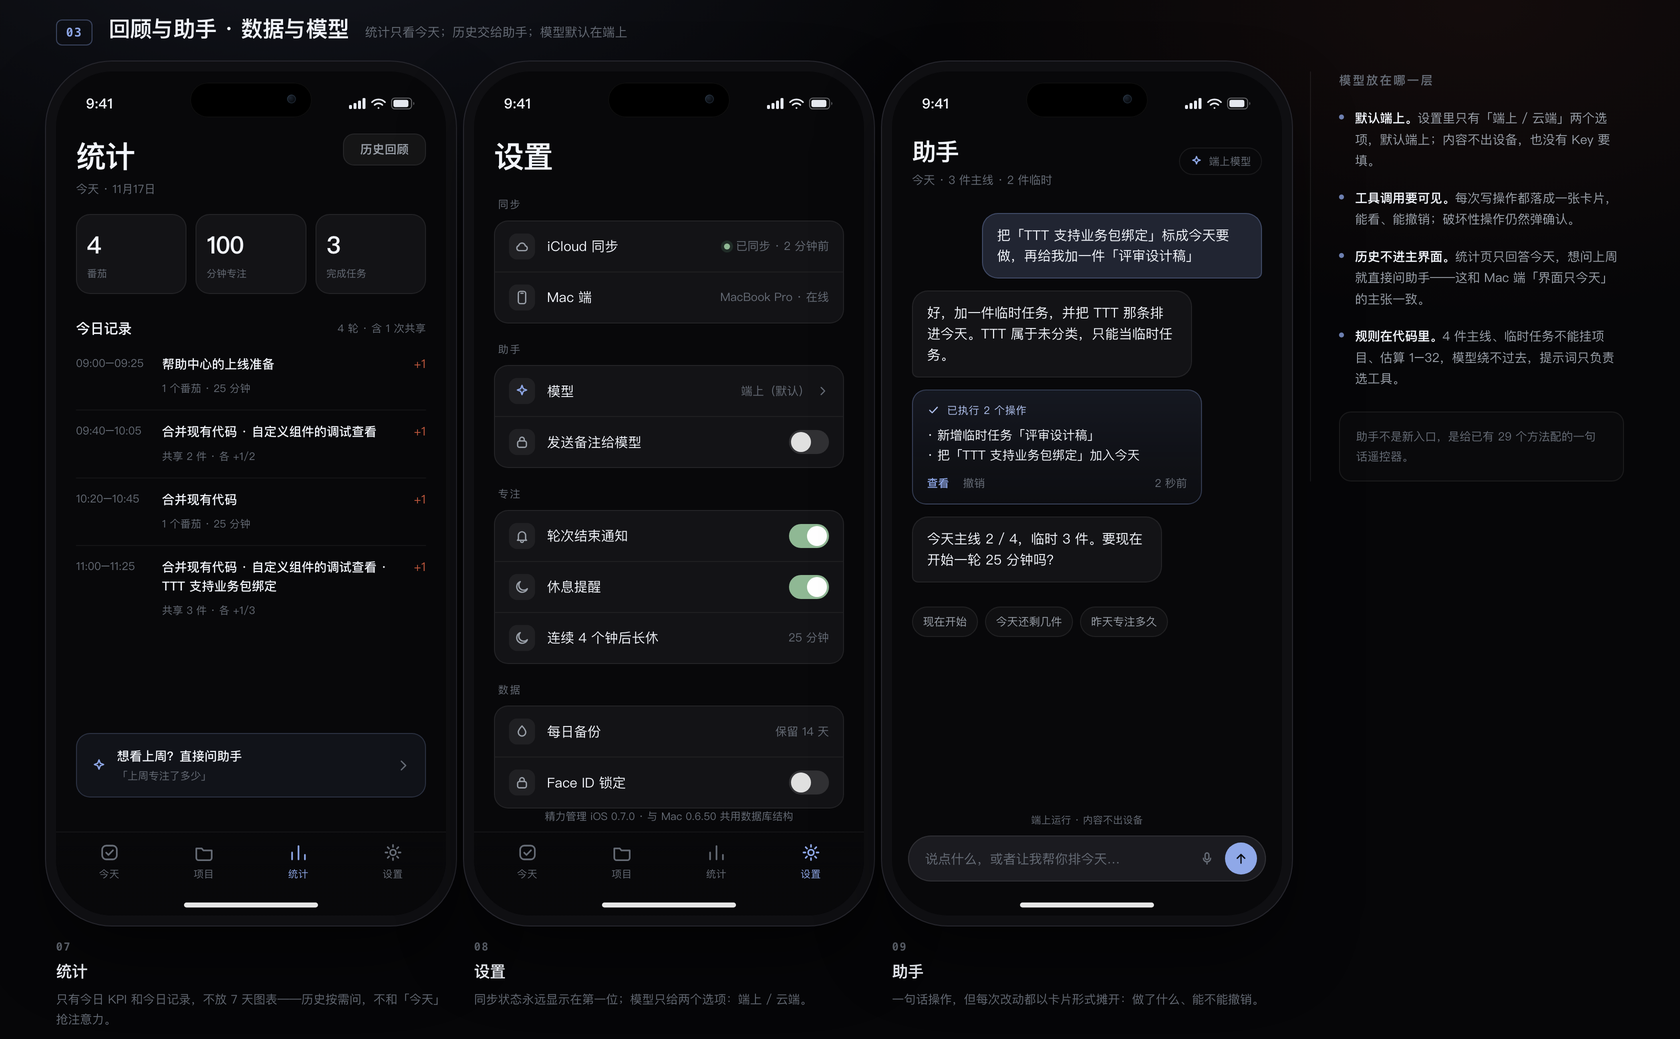 03 回顾与助手 · 数据与模型 统计只看今天；历史交给助手；模型默认在端上
9:41
统计
历史回顾
今天 · 11月17日
4
番茄
100
分钟专注
3
完成任务
今日记录
4 轮 · 含 1 次共享
09:00—09:25 帮助中心的上线准备 +1
1 个番茄 · 25 分钟
09:40—10:05 合并现有代码 · 自定义组件的调试查看 +1
共享 2 件 · 各 +1/2
10:20—10:45 合并现有代码 +1
1 个番茄 · 25 分钟
11:00—11:25 合并现有代码 · 自定义组件的调试查看 · +1
TTT 支持业务包绑定
共享 3 件 · 各 +1/3
想看上周？直接问助手
「上周专注了多少」
今天 项目 统计 设置
07
统计
只有今日 KPI 和今日记录，不放 7 天图表——历史按需问，不和「今天」
抢注意力。
9:41
设置
同步
iCloud 同步 已同步 · 2 分钟前
Mac 端 MacBook Pro · 在线
助手
模型 端上（默认）
发送备注给模型
专注
轮次结束通知
休息提醒
连续 4 个钟后长休 25 分钟
数据
每日备份 保留 14 天
Face ID 锁定
精力管理 iOS 0.7.0 · 与 Mac 0.6.50 共用数据库结构
今天 项目 统计 设置
08
设置
同步状态永远显示在第一位；模型只给两个选项：端上 / 云端。
9:41
助手
端上模型
今天 · 3 件主线 · 2 件临时
把「TTT 支持业务包绑定」标成今天要
做，再给我加一件「评审设计稿」
好，加一件临时任务，并把 TTT 那条排
进今天。TTT 属于未分类，只能当临时任
务。
已执行 2 个操作
· 新增临时任务「评审设计稿」
· 把「TTT 支持业务包绑定」加入今天
查看 撤销 2 秒前
今天主线 2 / 4，临时 3 件。要现在
开始一轮 25 分钟吗？
现在开始 今天还剩几件 昨天专注多久
端上运行 · 内容不出设备
说点什么，或者让我帮你排今天…
09
助手
一句话操作，但每次改动都以卡片形式摊开：做了什么、能不能撤销。
模型放在哪一层
默认端上。设置里只有「端上 / 云端」两个选
项，默认端上；内容不出设备，也没有 Key 要
填。
工具调用要可见。每次写操作都落成一张卡片，
能看、能撤销；破坏性操作仍然弹确认。
历史不进主界面。统计页只回答今天，想问上周
就直接问助手——这和 Mac 端「界面只今天」
的主张一致。
规则在代码里。4 件主线、临时任务不能挂项
目、估算 1—32，模型绕不过去，提示词只负责
选工具。
助手不是新入口，是给已有 29 个方法配的一句
话遥控器。